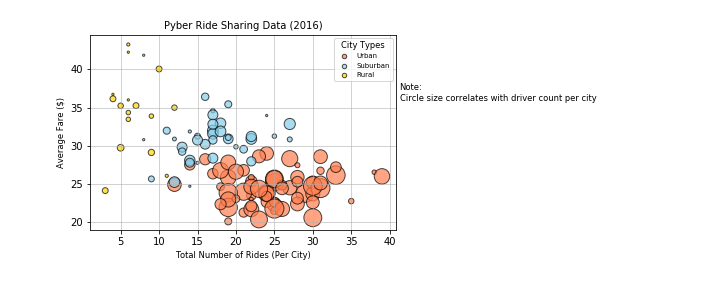 Pyber Ride Sharing Data (2016)
City Types
Urban
Suburban
Rural
Average Fare ($)
40
35
30
25
20
5 10 15 20 25 30 35 40
Total Number of Rides (Per City)
Note:
Circle size correlates with driver count per city